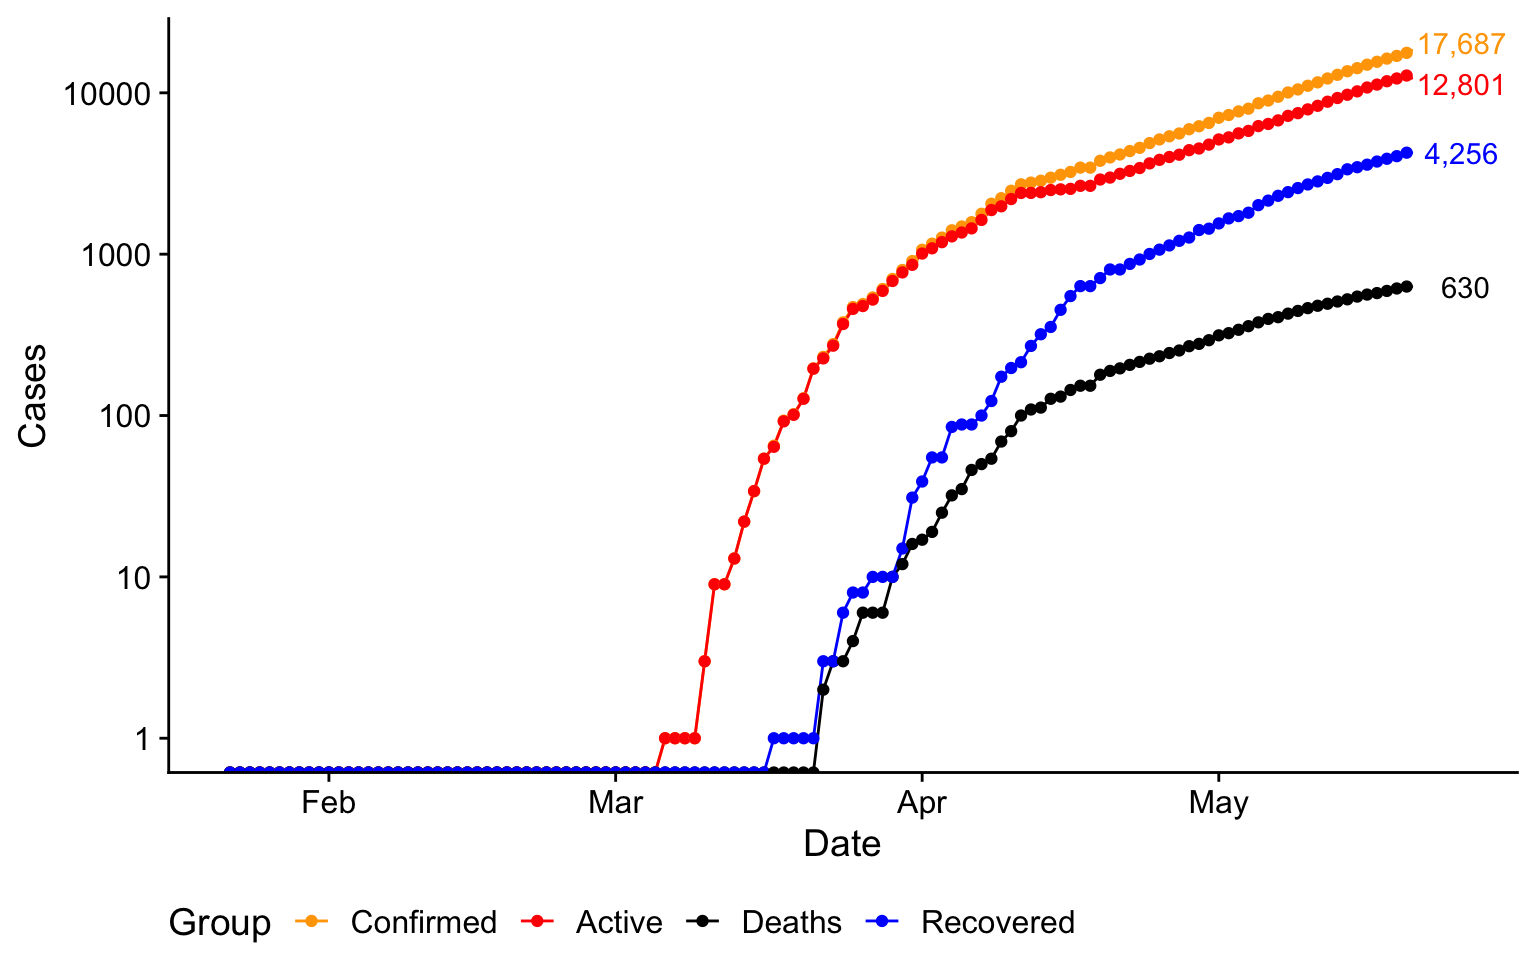 17,687
12,801
4,256
630
10000
1000
100
10
1
Cases
Feb Mar Apr May
Date
Group Confirmed Active Deaths Recovered